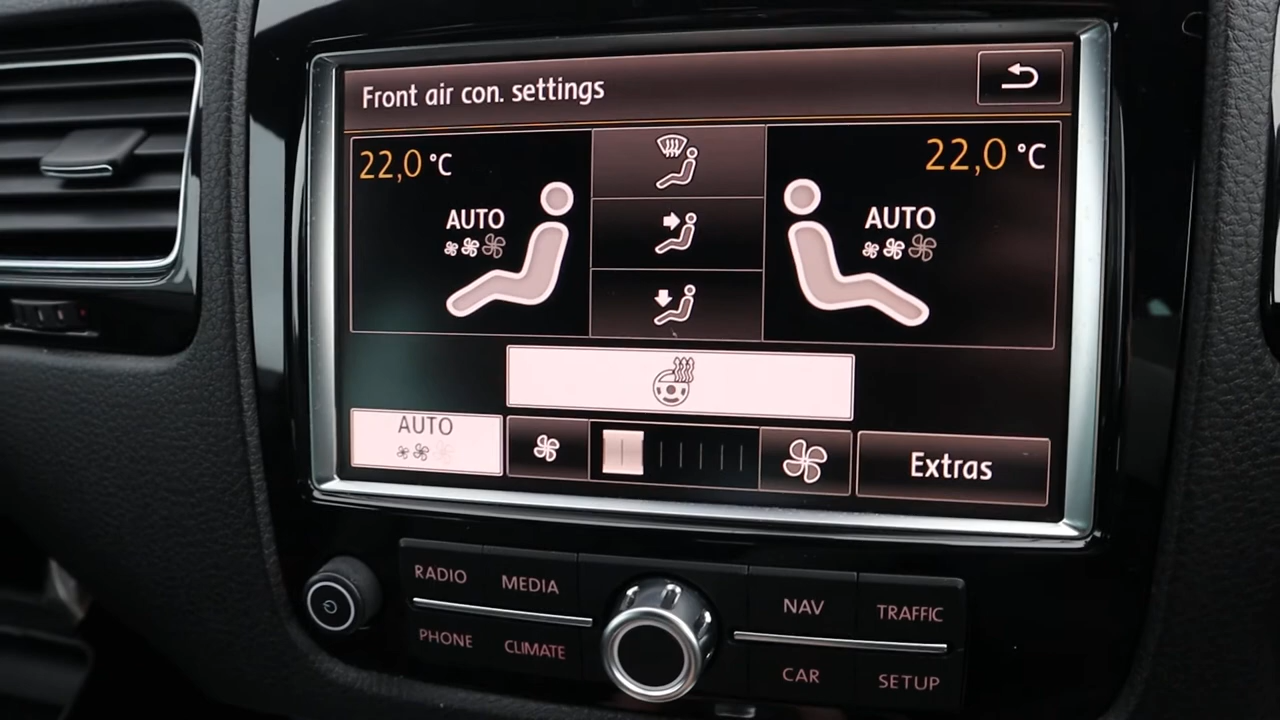 Front air con. settings
22,0 °C
22,0 °C
AUTO
AUTO
AUTO
Extras
RADIO
MEDIA
NAV
TRAFFIC
PHONE
CLIMATE
CAR
SETUP